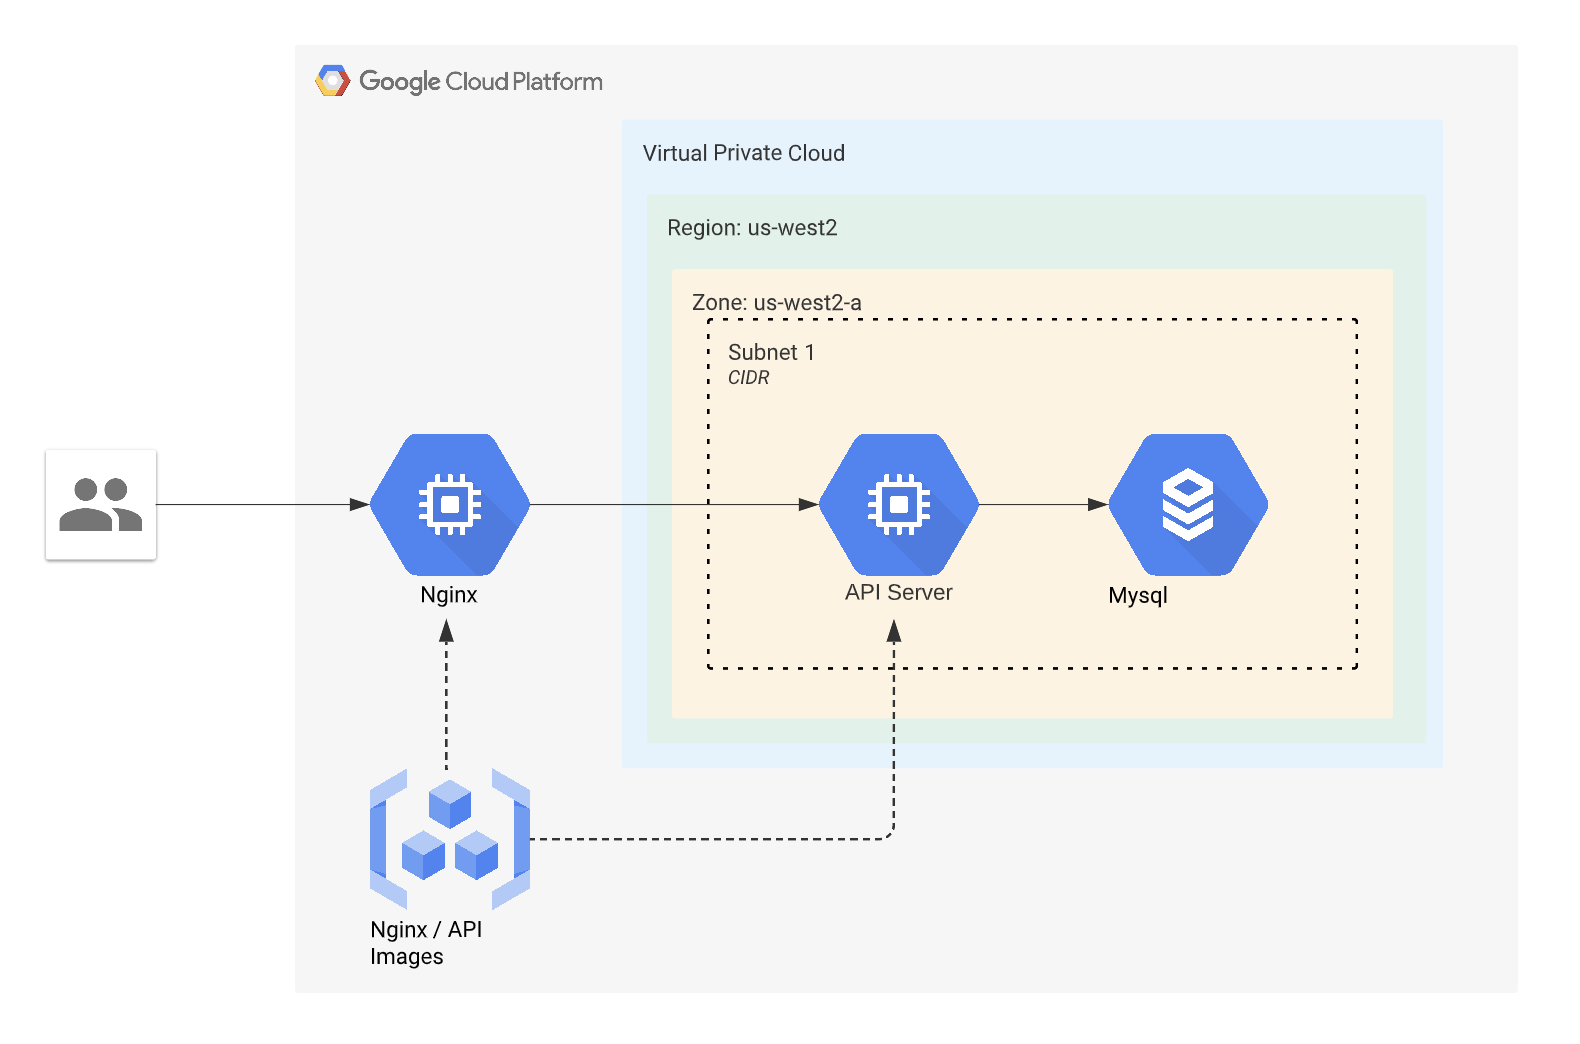 Google Cloud Platform
Virtual Private Cloud
Region: us-west2
Zone: us-west2-a
Subnet 1
CIDR
Nginx
API Server
Mysql
Nginx / API
Images